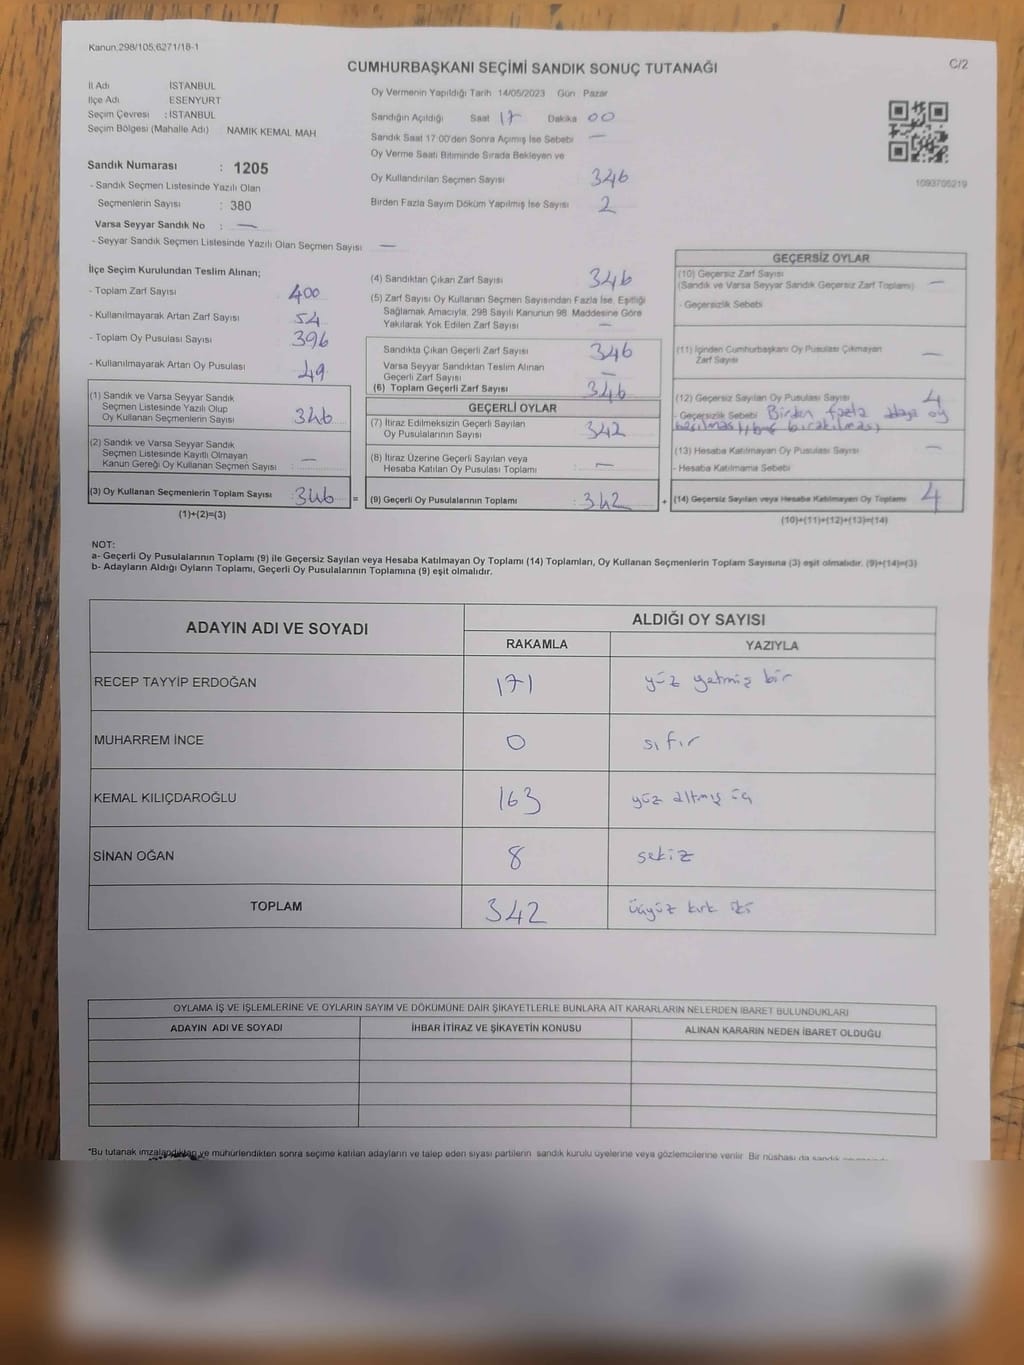 Kanun.298/105,6271/18-1
C/2
CUMHURBAŞKANI SEÇİMİ SANDIK SONUÇ TUTANAĞI
İl Adı İSTANBUL
İlçe Adı ESENYURT
Seçim Çevresi : İSTANBUL
Seçim Bölgesi (Mahalle Adı) NAMIK KEMAL MAH
Sandık Numarası : 1205
- Sandık Seçmen Listesinde Yazılı Olan
Seçmenlerin Sayısı : 380
Varsa Seyyar Sandık No : —
- Seyyar Sandık Seçmen Listesinde Yazılı Olan Seçmen Sayısı —
Oy Vermenin Yapıldığı Tarih 14/05/2023 Gün Pazar
Sandığın Açıldığı Saat 17 Dakika 00
Sandık Saat 17:00'den Sonra Açımış İse Sebebi —
Oy Verme Saati Bitiminde Sırada Bekleyen ve
Oy Kullandırılan Seçmen Sayısı 346
Birden Fazla Sayım Döküm Yapılmış İse Sayısı 2
1093706219
İlçe Seçim Kurulundan Teslim Alınan;
- Toplam Zarf Sayısı 400
- Kullanılmayarak Artan Zarf Sayısı 54
- Toplam Oy Pusulası Sayısı 396
- Kullanılmayarak Artan Oy Pusulası 49
(1) Sandık ve Varsa Seyyar Sandık
Seçmen Listesinde Yazılı Olup
Oy Kullanan Seçmenlerin Sayısı 346
(2) Sandık ve Varsa Seyyar Sandık
Seçmen Listesinde Kayıtlı Olmayan
Kanun Gereği Oy Kullanan Seçmen Sayısı —
(3) Oy Kullanan Seçmenlerin Toplam Sayısı : 346 =
(1)+(2)=(3)
(4) Sandıktan Çıkan Zarf Sayısı 346
(5) Zarf Sayısı Oy Kullanan Seçmen Sayısından Fazla İse, Eşitliği
Sağlamak Amacıyla, 298 Sayılı Kanunun 98. Maddesine Göre
Yakılarak Yok Edilen Zarf Sayısı —
Sandıkta Çıkan Geçerli Zarf Sayısı 346
Varsa Seyyar Sandıktan Teslim Alınan
Geçerli Zarf Sayısı —
(6) Toplam Geçerli Zarf Sayısı 346
GEÇERLİ OYLAR
(7) İtiraz Edilmeksizin Geçerli Sayılan
Oy Pusulalarının Sayısı 342
(8) İtiraz Üzerine Geçerli Sayılan veya
Hesaba Katılan Oy Pusulası Toplamı —
(9) Geçerli Oy Pusulalarının Toplamı : 342 +
GEÇERSİZ OYLAR
(10) Geçersiz Zarf Sayısı
(Sandık ve Varsa Seyyar Sandık Geçersiz Zarf Toplamı) —
- Geçersizlik Sebebi
(11) İçinden Cumhurbaşkanı Oy Pusulası Çıkmayan
Zarf Sayısı —
(12) Geçersiz Sayılan Oy Pusulası Sayısı 4
- Geçersizlik Sebebi Birden fazla adaya oy
bırakılması
(13) Hesaba Katılmayan Oy Pusulası Sayısı —
- Hesaba Katılmama Sebebi
(14) Geçersiz Sayılan veya Hesaba Katılmayan Oy Toplamı 4
(10)+(11)+(12)+(13)=(14)
NOT:
a- Geçerli Oy Pusulalarının Toplamı (9) ile Geçersiz Sayılan veya Hesaba Katılmayan Oy Toplamı (14) Toplamları, Oy Kullanan Seçmenlerin Toplam Sayısına (3) eşit olmalıdır. (9)+(14)=(3)
b- Adayların Aldığı Oyların Toplamı, Geçerli Oy Pusulalarının Toplamına (9) eşit olmalıdır.
ADAYIN ADI VE SOYADI ALDIĞI OY SAYISI
RAKAMLA YAZIYLA
RECEP TAYYİP ERDOĞAN 171 yüz yetmiş bir
MUHARREM İNCE 0 sıfır
KEMAL KILIÇDAROĞLU 163 yüz altmış üç
SİNAN OĞAN 8 sekiz
TOPLAM 342 üçyüz kırk iki
OYLAMA İŞ VE İŞLEMLERİNE VE OYLARIN SAYIM VE DÖKÜMÜNE DAİR ŞİKAYETLERLE BUNLARA AİT KARARLARIN NELERDEN İBARET BULUNDUKLARI
ADAYIN ADI VE SOYADI İHBAR İTİRAZ VE ŞİKAYETİN KONUSU ALINAN KARARIN NEDEN İBARET OLDUĞU
*Bu tutanak imzalandıktan ve mühürlendikten sonra seçime katılan adayların ve talep eden siyasi partilerin sandık kurulu üyelerine veya gözlemcilerine verilir. Bir nüshası da sandık